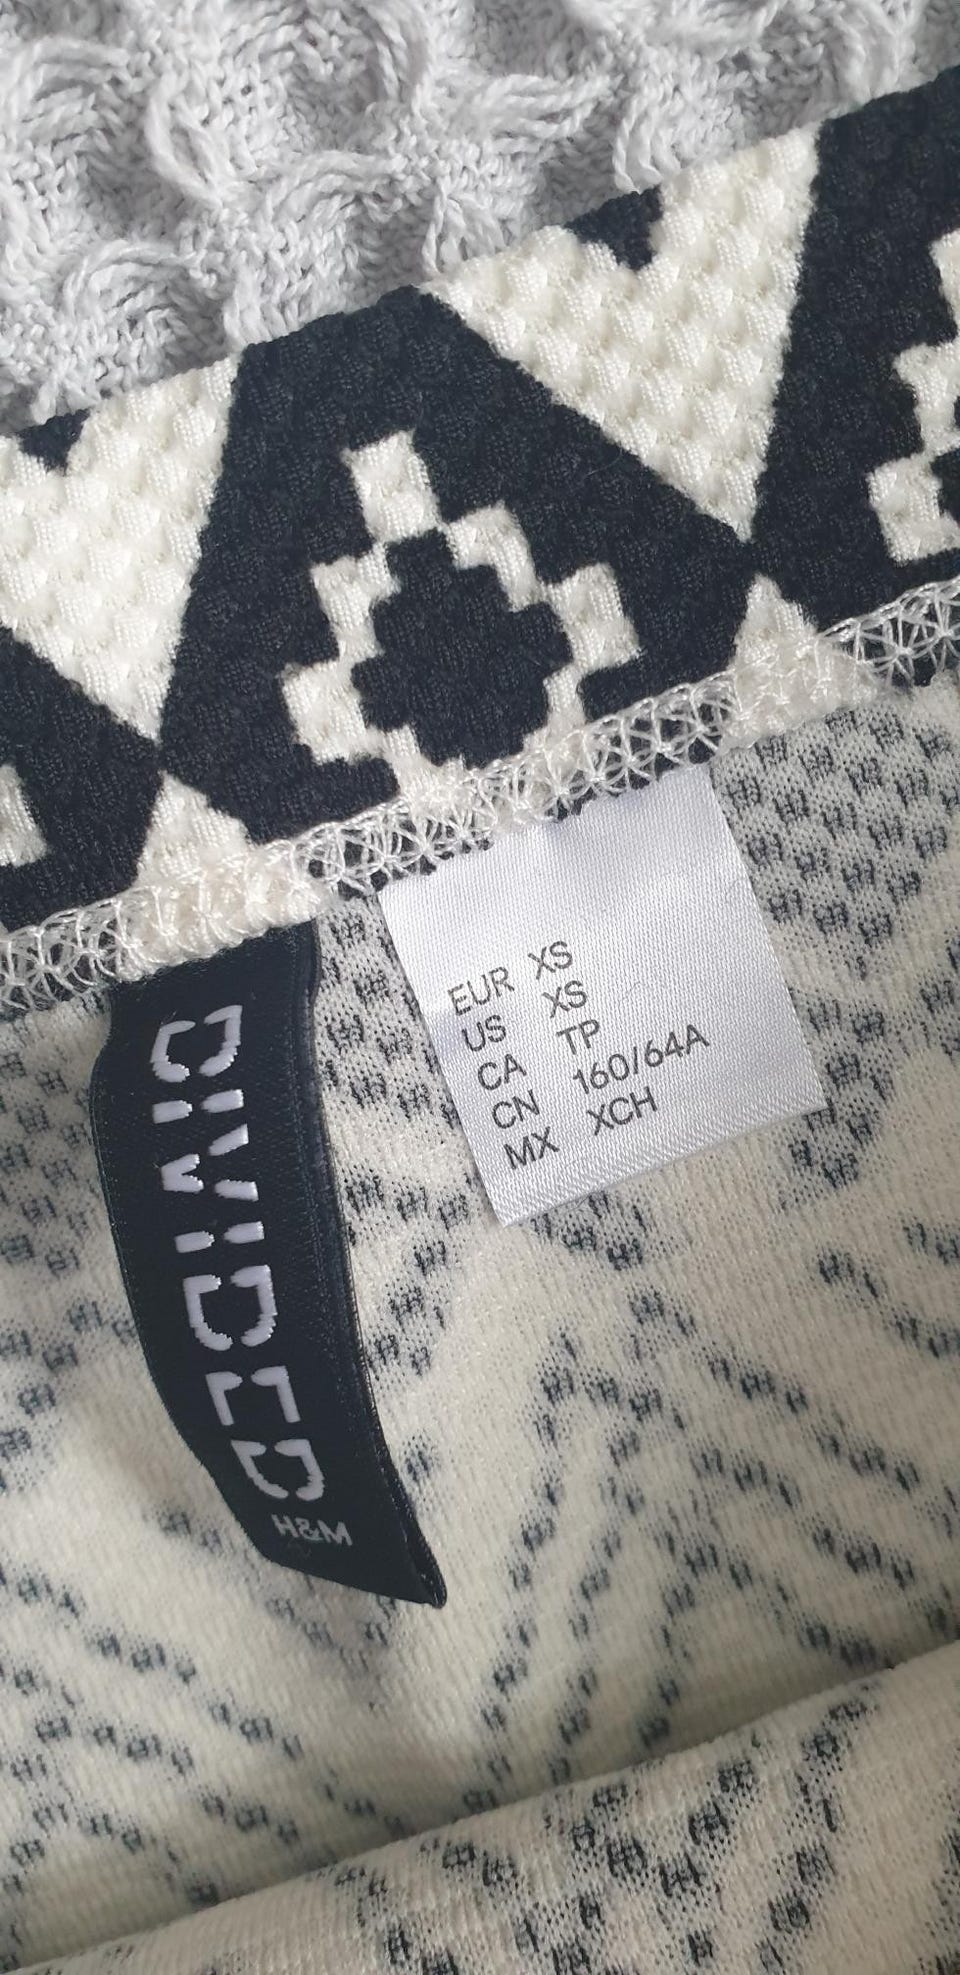 DIVIDED
H&M
EUR XS
US XS
CA TP
CN 160/64A
MX XCH